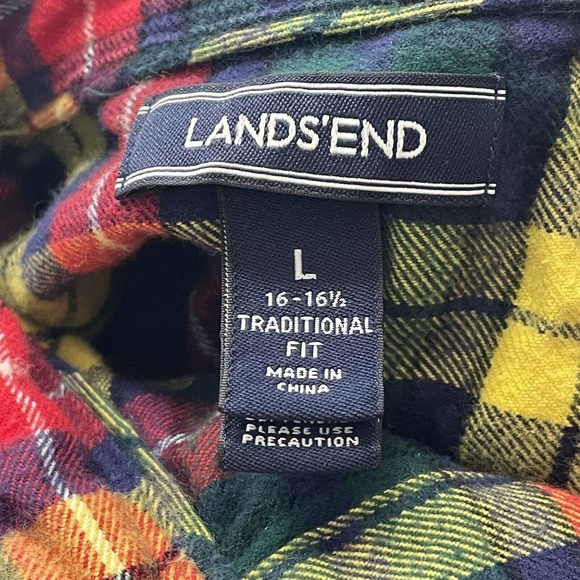 LANDS'END
L
16-16½
TRADITIONAL
FIT
MADE IN
CHINA
PLEASE USE
PRECAUTION